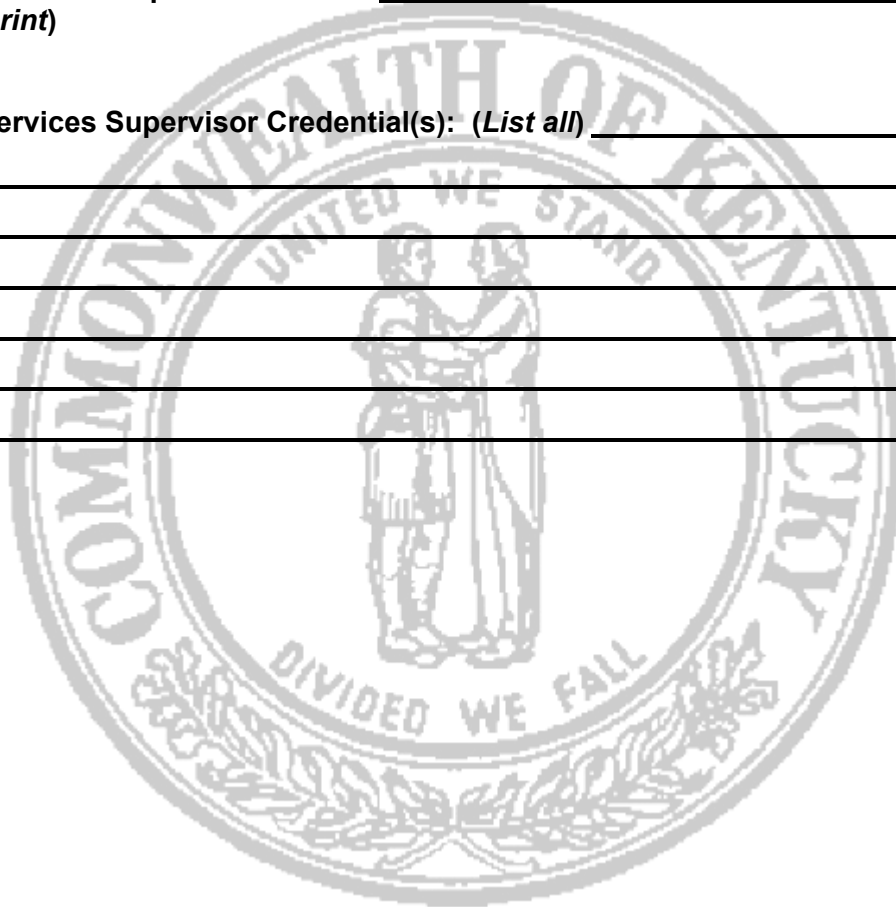 rint)
ervices Supervisor Credential(s): (List all)
COMMONWEALTH OF KENTUCKY
UNITED WE STAND
DIVIDED WE FALL